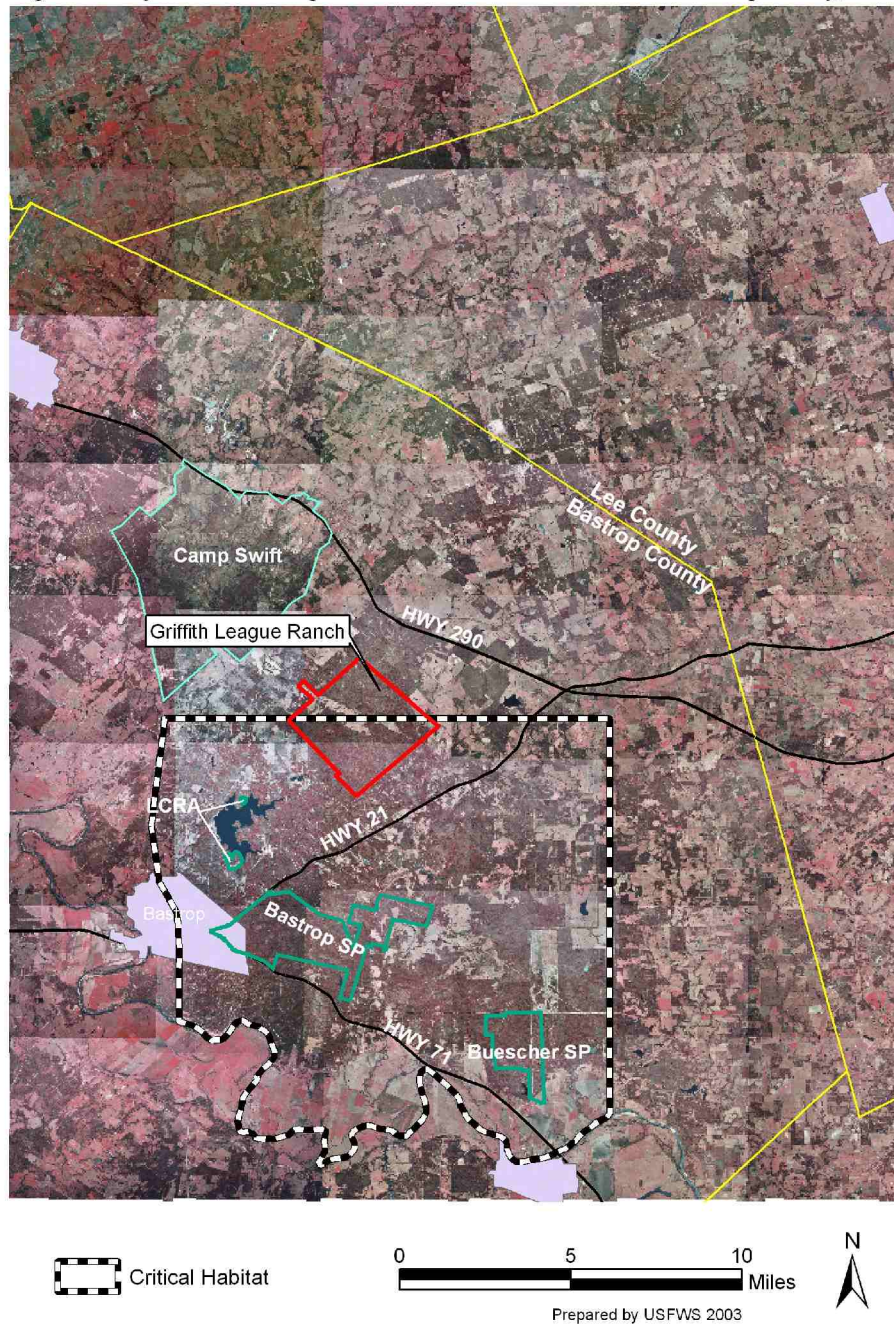 Lee County
Bastrop County
Camp Swift
Griffith League Ranch
HWY 290
LCRA
HWY 21
Bastrop
Bastrop SP
HWY 71
Buescher SP
Critical Habitat
0 5 10
Miles
N
Prepared by USFWS 2003